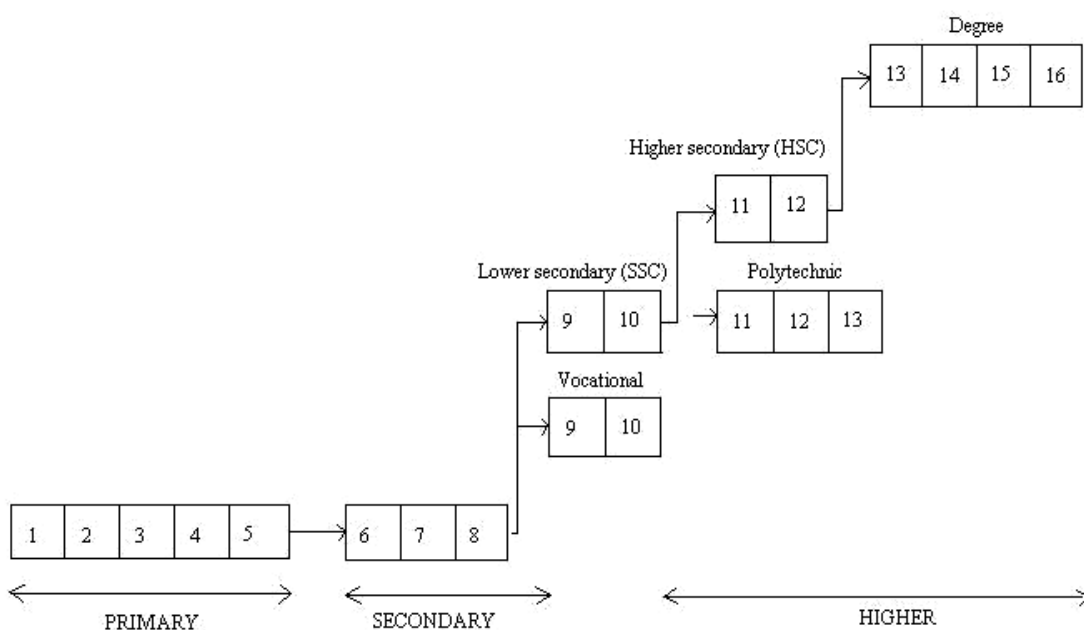 Degree
13 14 15 16
Higher secondary (HSC)
11 12
Lower secondary (SSC)
Polytechnic
9 10
11 12 13
Vocational
9 10
1 2 3 4 5
6 7 8
PRIMARY
SECONDARY
HIGHER